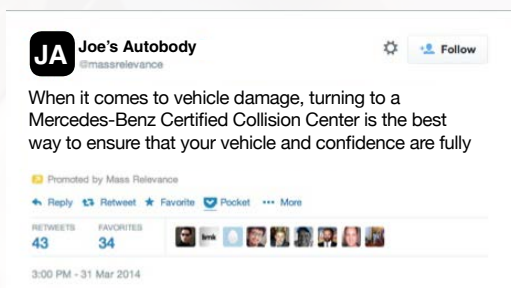 JA
Joe's Autobody
@massrelevance
Follow
When it comes to vehicle damage, turning to a
Mercedes-Benz Certified Collision Center is the best
way to ensure that your vehicle and confidence are fully
Promoted by Mass Relevance
Reply Retweet Favorite Pocket More
RETWEETS FAVORITES
43 34
3:00 PM - 31 Mar 2014